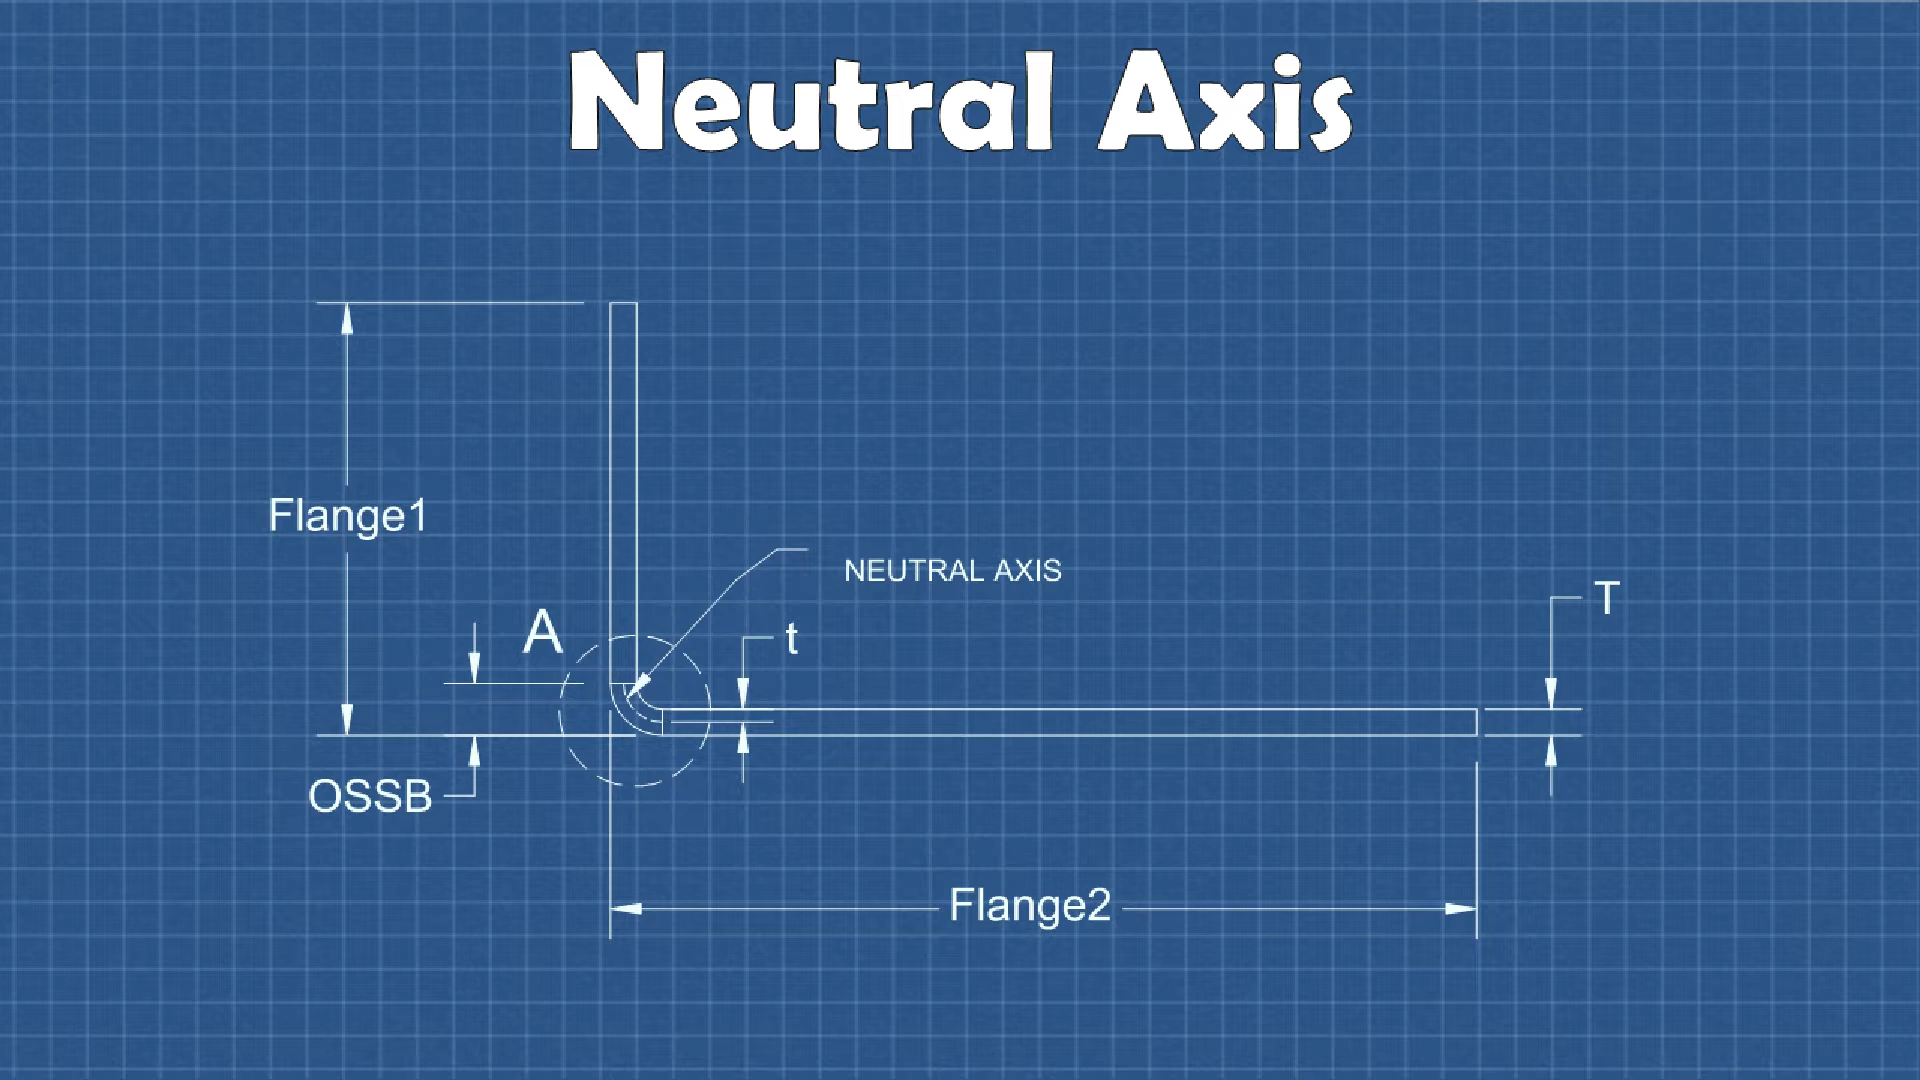 Neutral Axis
Flange1
NEUTRAL AXIS
T
A
t
OSSB
Flange2